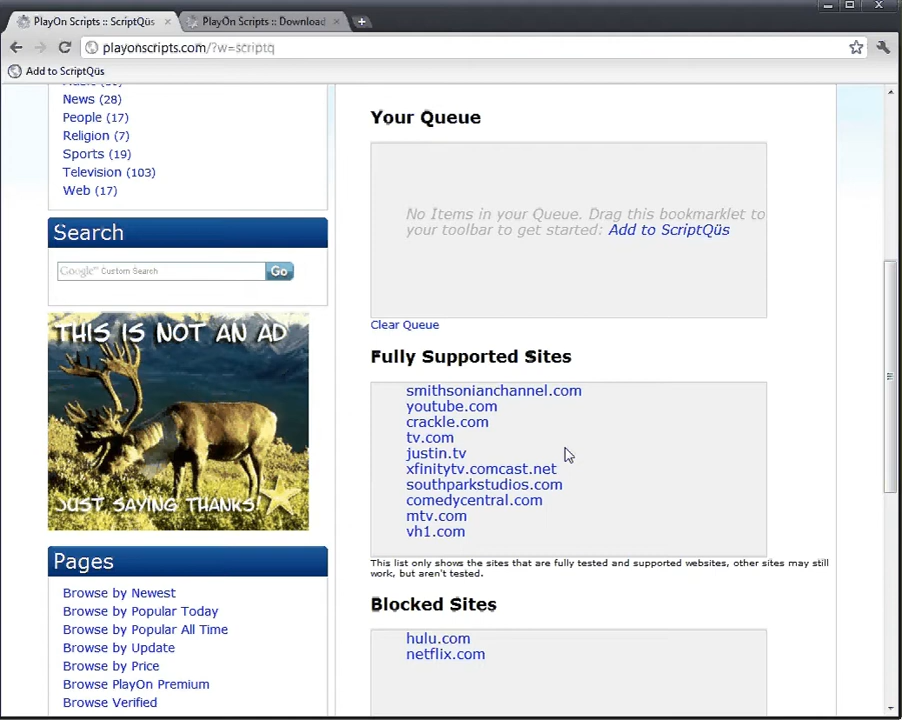 PlayOn Scripts :: ScriptQüs
PlayOn Scripts :: Download
playonscripts.com/?w=scriptq
Add to ScriptQüs
News (28)
People (17)
Religion (7)
Sports (19)
Television (103)
Web (17)
Search
Google™ Custom Search
Go
THIS IS NOT AN AD
JUST SAYING THANKS!
Pages
Browse by Newest
Browse by Popular Today
Browse by Popular All Time
Browse by Update
Browse by Price
Browse PlayOn Premium
Browse Verified
Your Queue
No Items in your Queue. Drag this bookmarklet to
your toolbar to get started: Add to ScriptQüs
Clear Queue
Fully Supported Sites
smithsonianchannel.com
youtube.com
crackle.com
tv.com
justin.tv
xfinitytv.comcast.net
southparkstudios.com
comedycentral.com
mtv.com
vh1.com
This list only shows the sites that are fully tested and supported websites, other sites may still
work, but aren't tested.
Blocked Sites
hulu.com
netflix.com